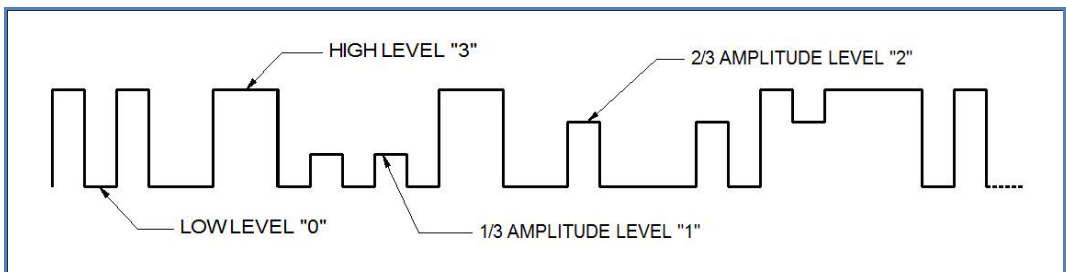 HIGH LEVEL "3"
2/3 AMPLITUDE LEVEL "2"
LOW LEVEL "0"
1/3 AMPLITUDE LEVEL "1"